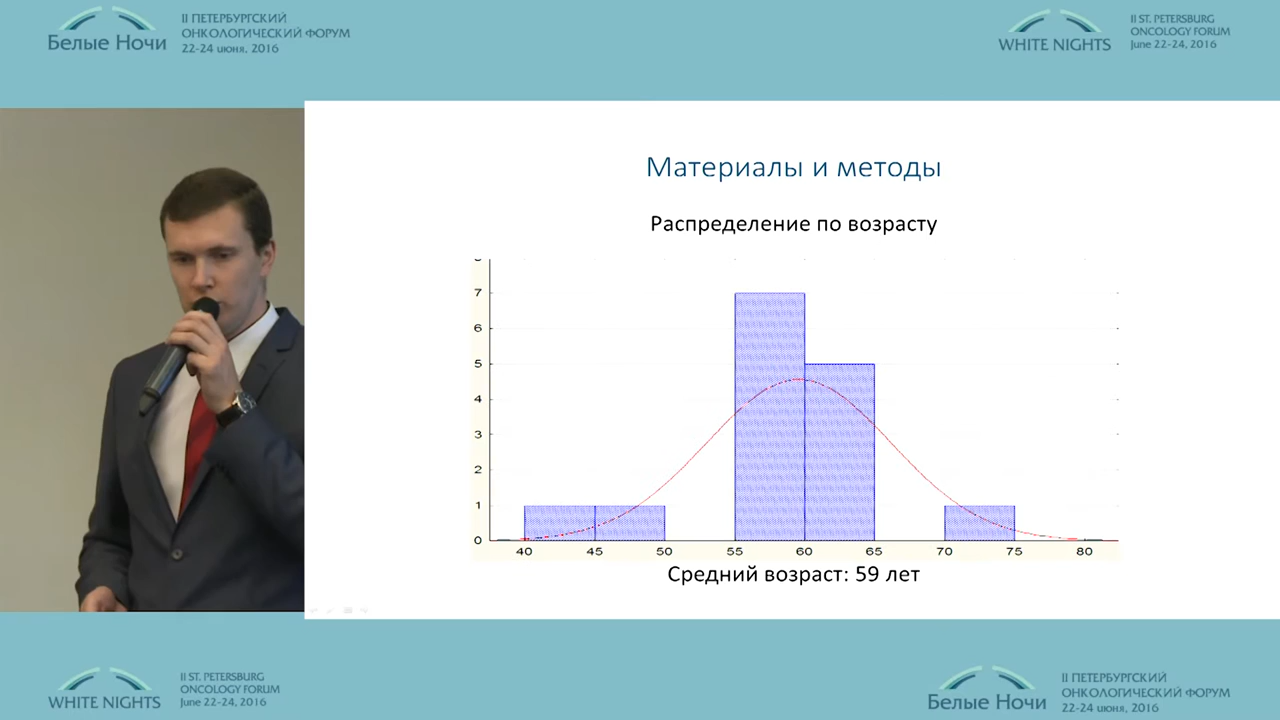 Белые Ночи
II ПЕТЕРБУРГСКИЙ
ОНКОЛОГИЧЕСКИЙ ФОРУМ
22-24 июня, 2016
WHITE NIGHTS
II ST. PETERSBURG
ONCOLOGY FORUM
June 22-24, 2016
Материалы и методы
Распределение по возрасту
7
6
5
4
3
2
1
0
40 45 50 55 60 65 70 75 80
Средний возраст: 59 лет
WHITE NIGHTS
II ST. PETERSBURG
ONCOLOGY FORUM
June 22-24, 2016
Белые Ночи
II ПЕТЕРБУРГСКИЙ
ОНКОЛОГИЧЕСКИЙ ФОРУМ
22-24 июня, 2016